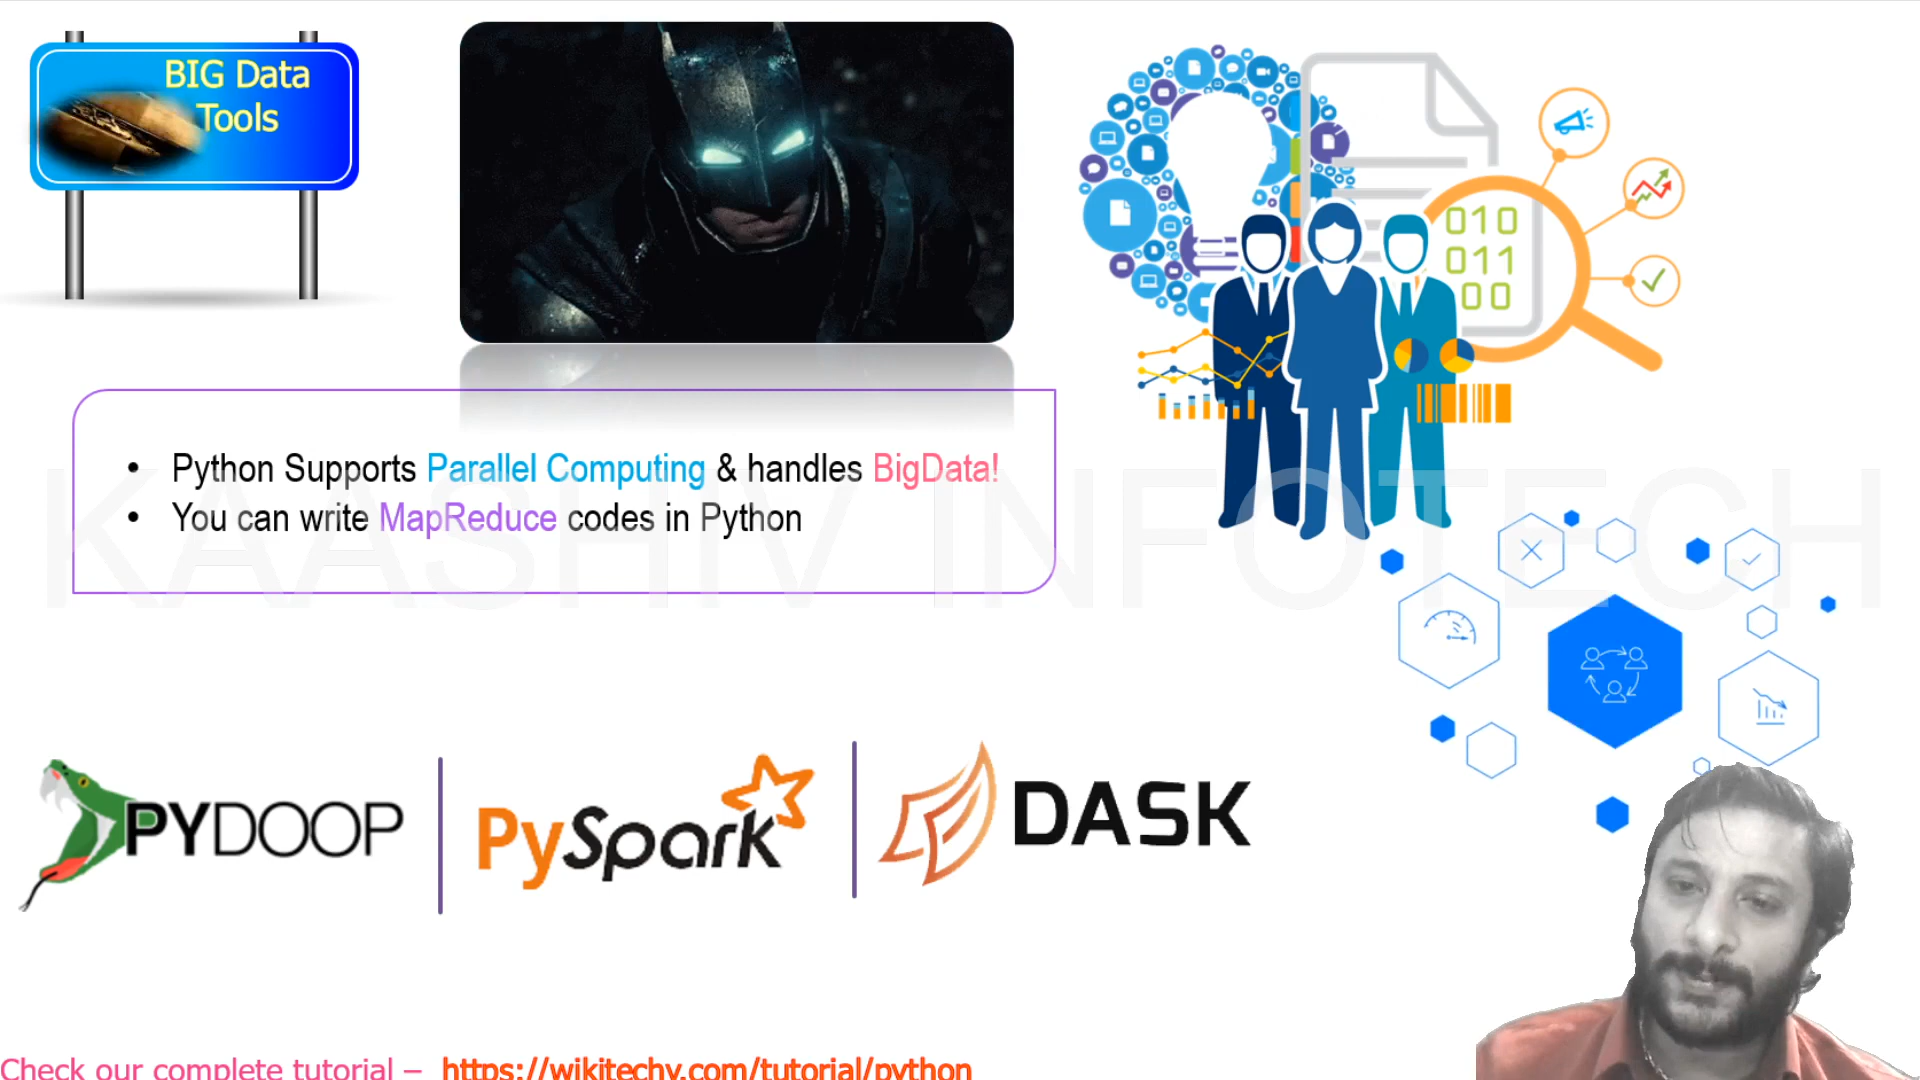 BIG Data
Tools
• Python Supports Parallel Computing & handles BigData!
• You can write MapReduce codes in Python
KAASHIV INFOTECH
010
011
00
PYDOOP
PySpark
DASK
Check our complete tutorial – https://wikitechy.com/tutorial/python